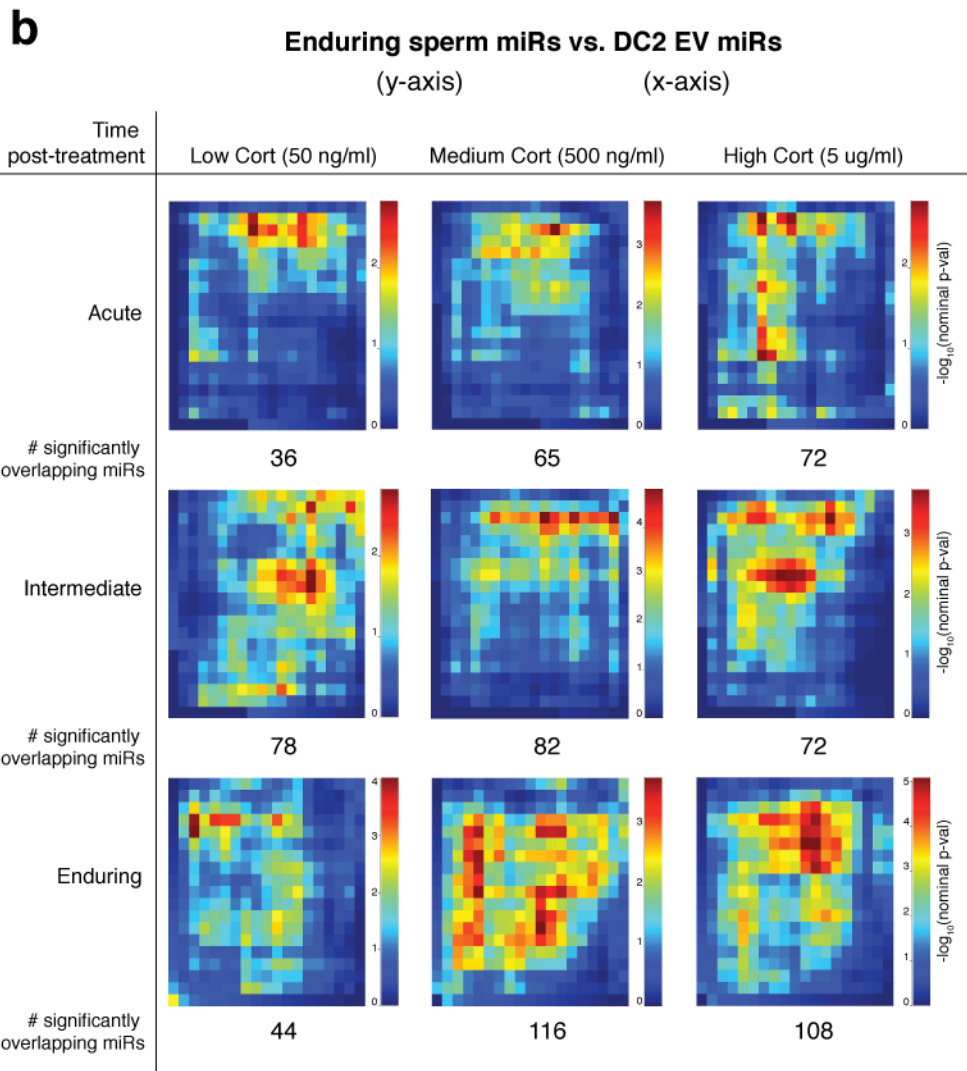 b
Enduring sperm miRs vs. DC2 EV miRs
(y-axis) (x-axis)
Time
post-treatment
Low Cort (50 ng/ml) Medium Cort (500 ng/ml) High Cort (5 ug/ml)
Acute
2
1
0
3
2
1
0
2
1
0
-log10(nominal p-val)
# significantly
overlapping miRs
36 65 72
Intermediate
2
1
0
4
3
2
1
0
3
2
1
0
-log10(nominal p-val)
# significantly
overlapping miRs
78 82 72
Enduring
4
3
2
1
0
3
2
1
0
5
4
3
2
1
0
-log10(nominal p-val)
# significantly
overlapping miRs
44 116 108